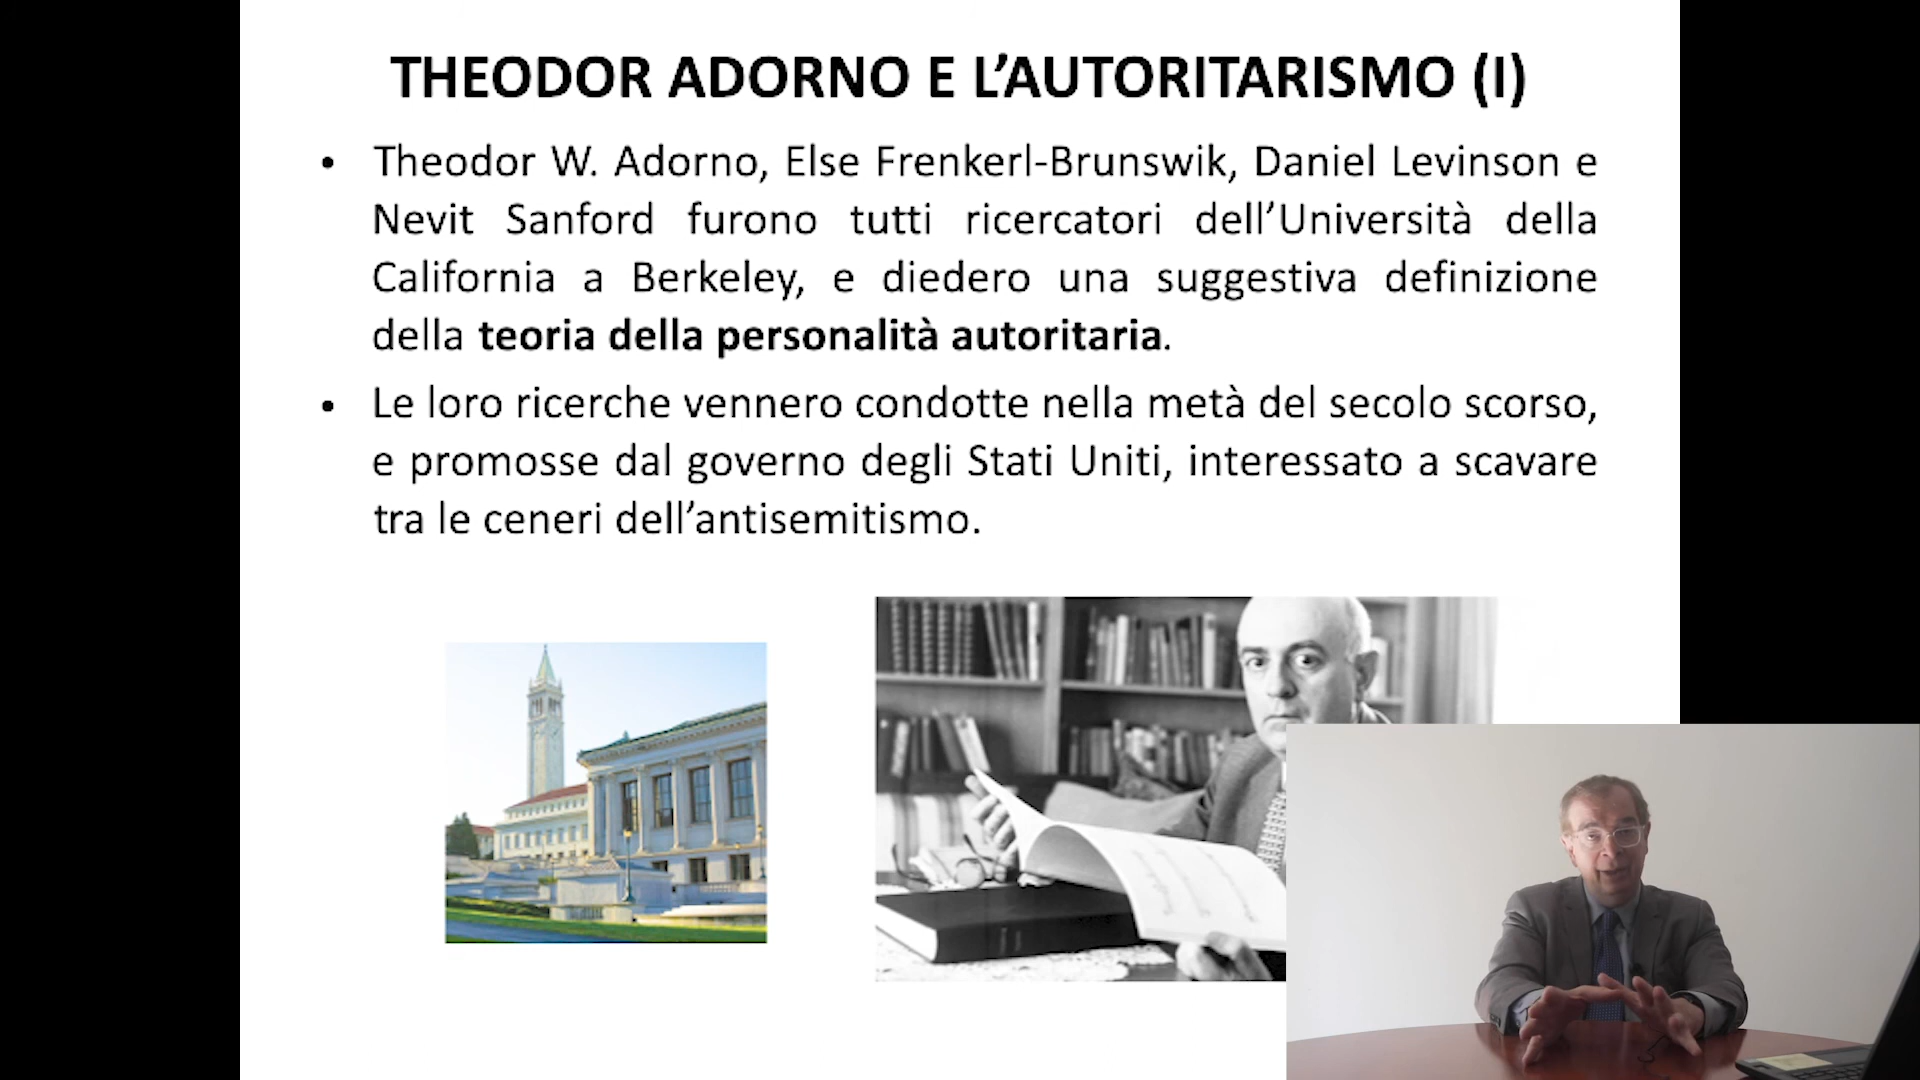 THEODOR ADORNO E L’AUTORITARISMO (I)
• Theodor W. Adorno, Else Frenkerl-Brunswik, Daniel Levinson e
Nevit Sanford furono tutti ricercatori dell’Università della
California a Berkeley, e diedero una suggestiva definizione
della teoria della personalità autoritaria.
• Le loro ricerche vennero condotte nella metà del secolo scorso,
e promosse dal governo degli Stati Uniti, interessato a scavare
tra le ceneri dell’antisemitismo.